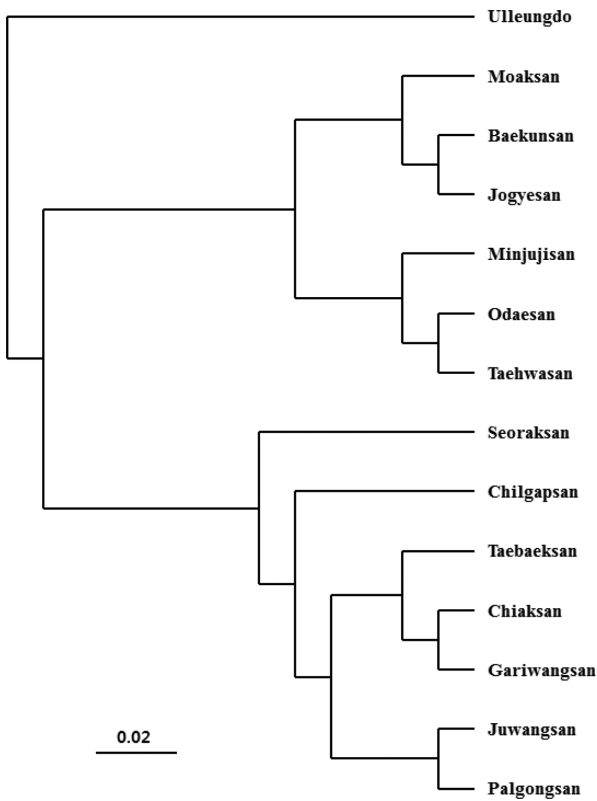 Ulleungdo
Moaksan
Baekunsan
Jogyesan
Minjujisan
Odaesan
Taehwasan
Seoraksan
Chilgapsan
Taebaeksan
Chiaksan
Gariwangsan
Juwangsan
Palgongsan
0.02